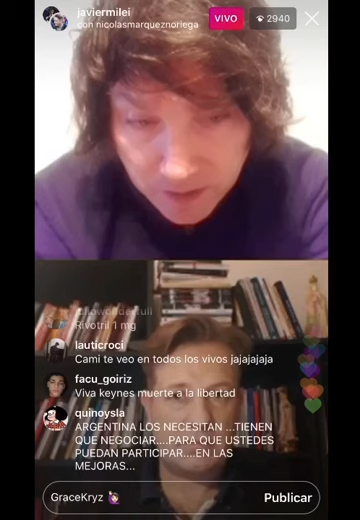 javiermilei
con nicolasmarqueznoriega
VIVO
2940
Rivotril 1 mg
lauticroci
Cami te veo en todos los vivos jajajajaja
facu_goiriz
Viva keynes muerte a la libertad
quinoysla
ARGENTINA LOS NECESITAN ...TIENEN
QUE NEGOCIAR....PARA QUE USTEDES
PUEDAN PARTICIPAR....EN LAS
MEJORAS...
GraceKryz 🤷🏻‍♀️
Publicar